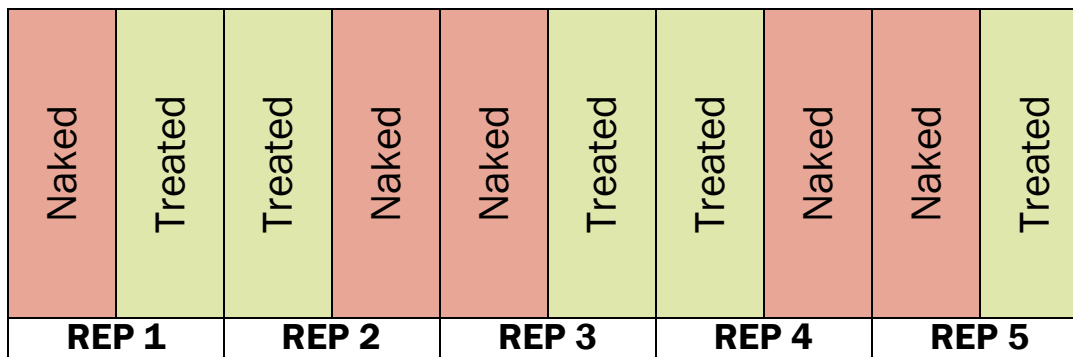 Naked Treated Treated Naked Naked Treated Treated Naked Naked Treated
REP 1 REP 2 REP 3 REP 4 REP 5